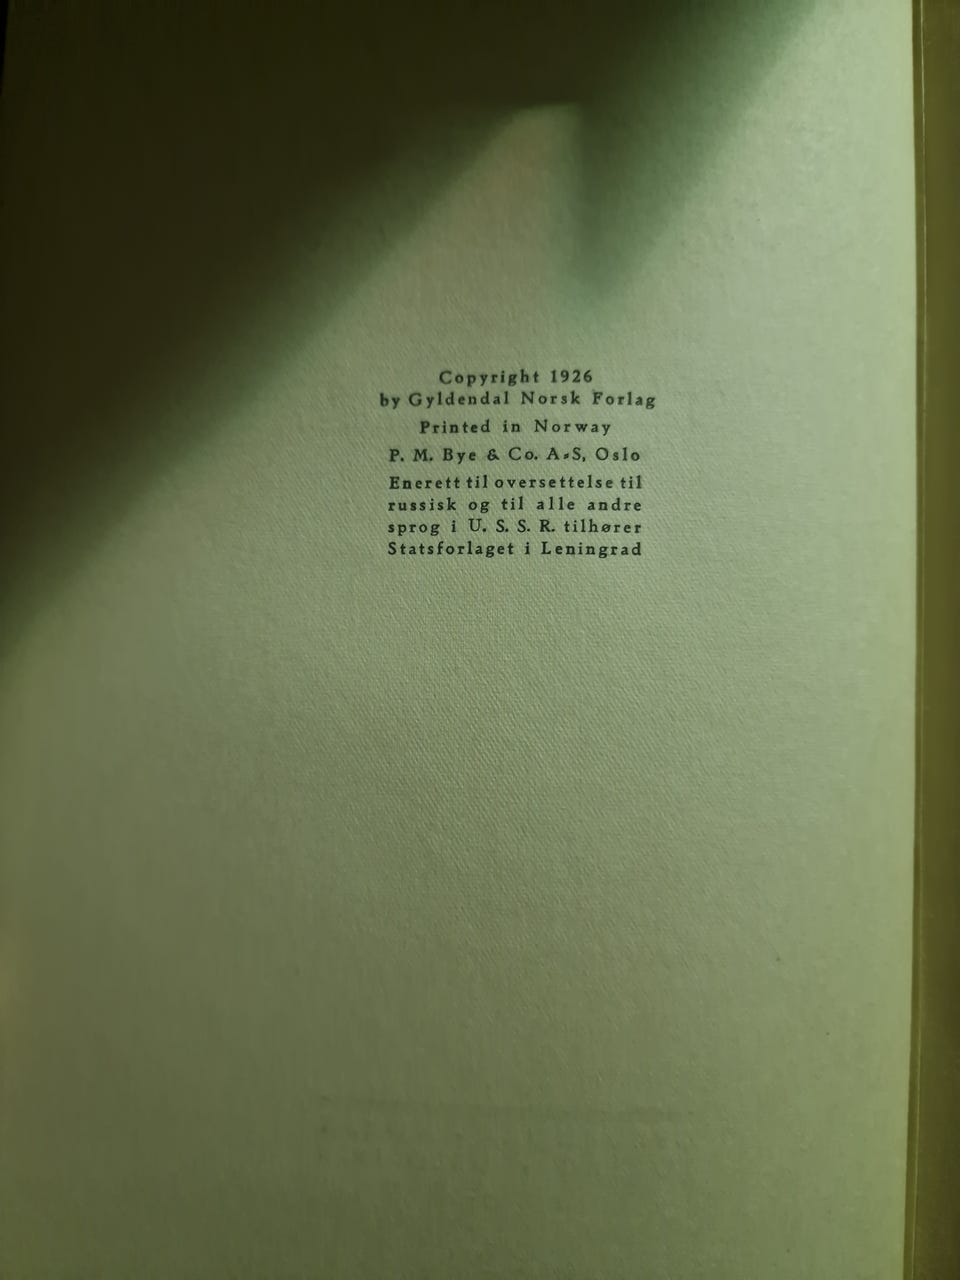 Copyright 1926
by Gyldendal Norsk Forlag
Printed in Norway
P. M. Bye & Co. A-S, Oslo
Enerett til oversettelse til
russisk og til alle andre
sprog i U. S. S. R. tilhører
Statsforlaget i Leningrad